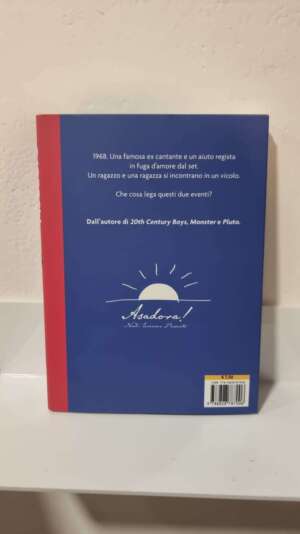 1968. Una famosa ex cantante e un aiuto regista
in fuga d'amore dal set.
Un ragazzo e una ragazza si incontrano in un vicolo.
Che cosa lega questi due eventi?
Dall'autore di 20th Century Boys, Monster e Pluto.
Asadora!
Naoki Urasawa Presents